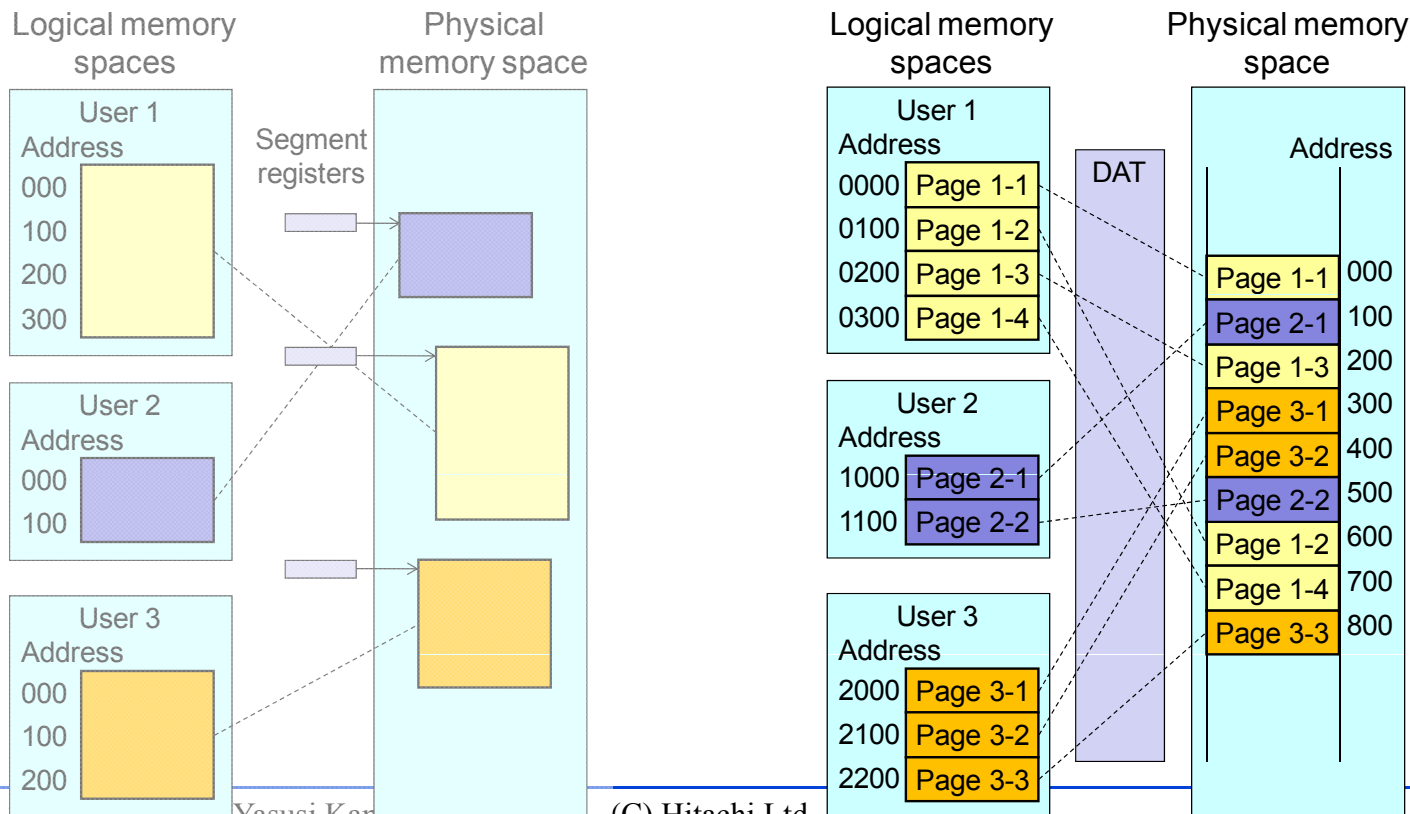 Logical memory
spaces
Physical
memory space
User 1
Address
000
100
200
300
Segment
registers
User 2
Address
000
100
User 3
Address
000
100
200
Logical memory
spaces
Physical memory
space
User 1
Address
0000 Page 1-1
0100 Page 1-2
0200 Page 1-3
0300 Page 1-4
User 2
Address
1000 Page 2-1
1100 Page 2-2
User 3
Address
2000 Page 3-1
2100 Page 3-2
2200 Page 3-3
DAT
Address
Page 1-1 000
Page 2-1 100
Page 1-3 200
Page 3-1 300
Page 3-2 400
Page 2-2 500
Page 1-2 600
Page 1-4 700
Page 3-3 800
Yasusi Kan
(C) Hitachi Ltd